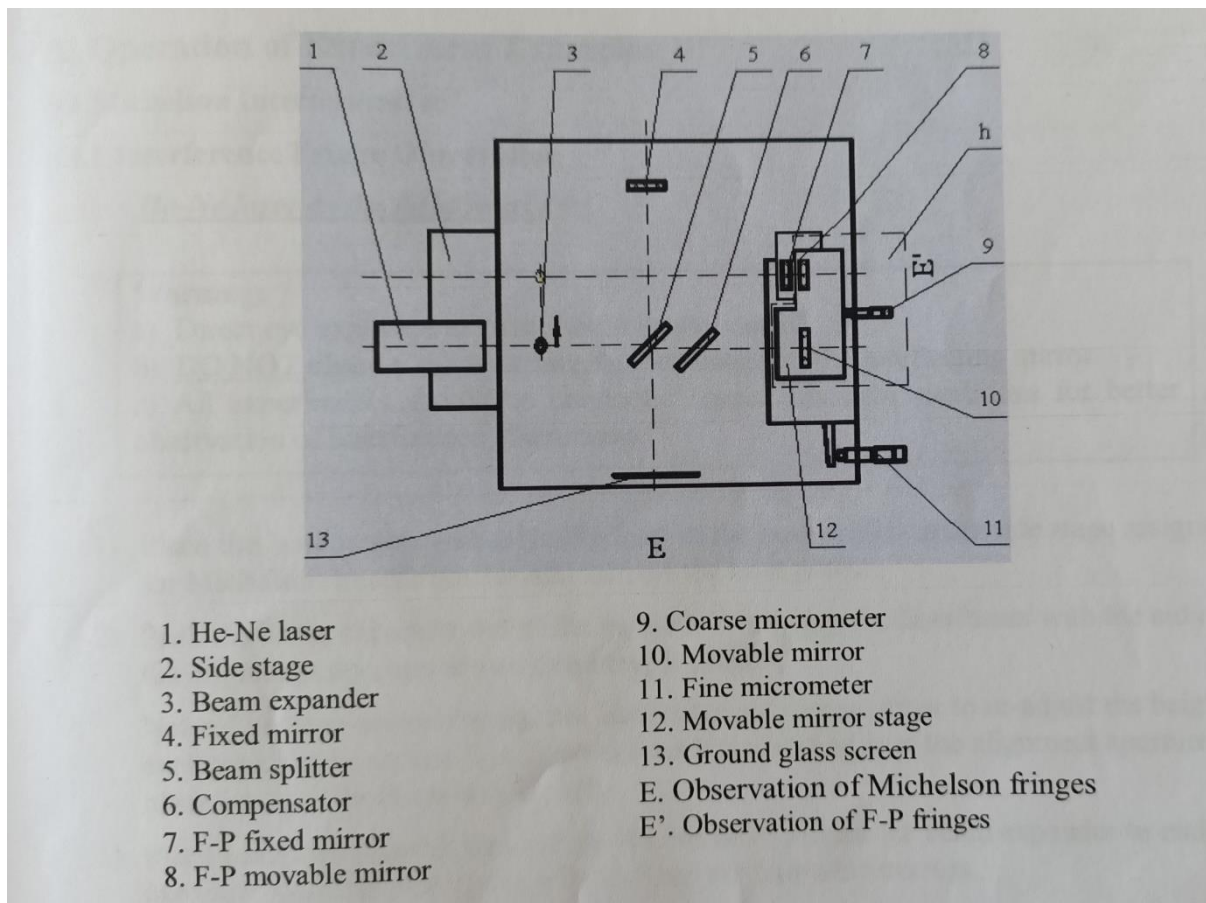 1 2 3 4 5 6 7 8
h
E'
9
10
13 E 12 11
1. He-Ne laser
2. Side stage
3. Beam expander
4. Fixed mirror
5. Beam splitter
6. Compensator
7. F-P fixed mirror
8. F-P movable mirror
9. Coarse micrometer
10. Movable mirror
11. Fine micrometer
12. Movable mirror stage
13. Ground glass screen
E. Observation of Michelson fringes
E’. Observation of F-P fringes